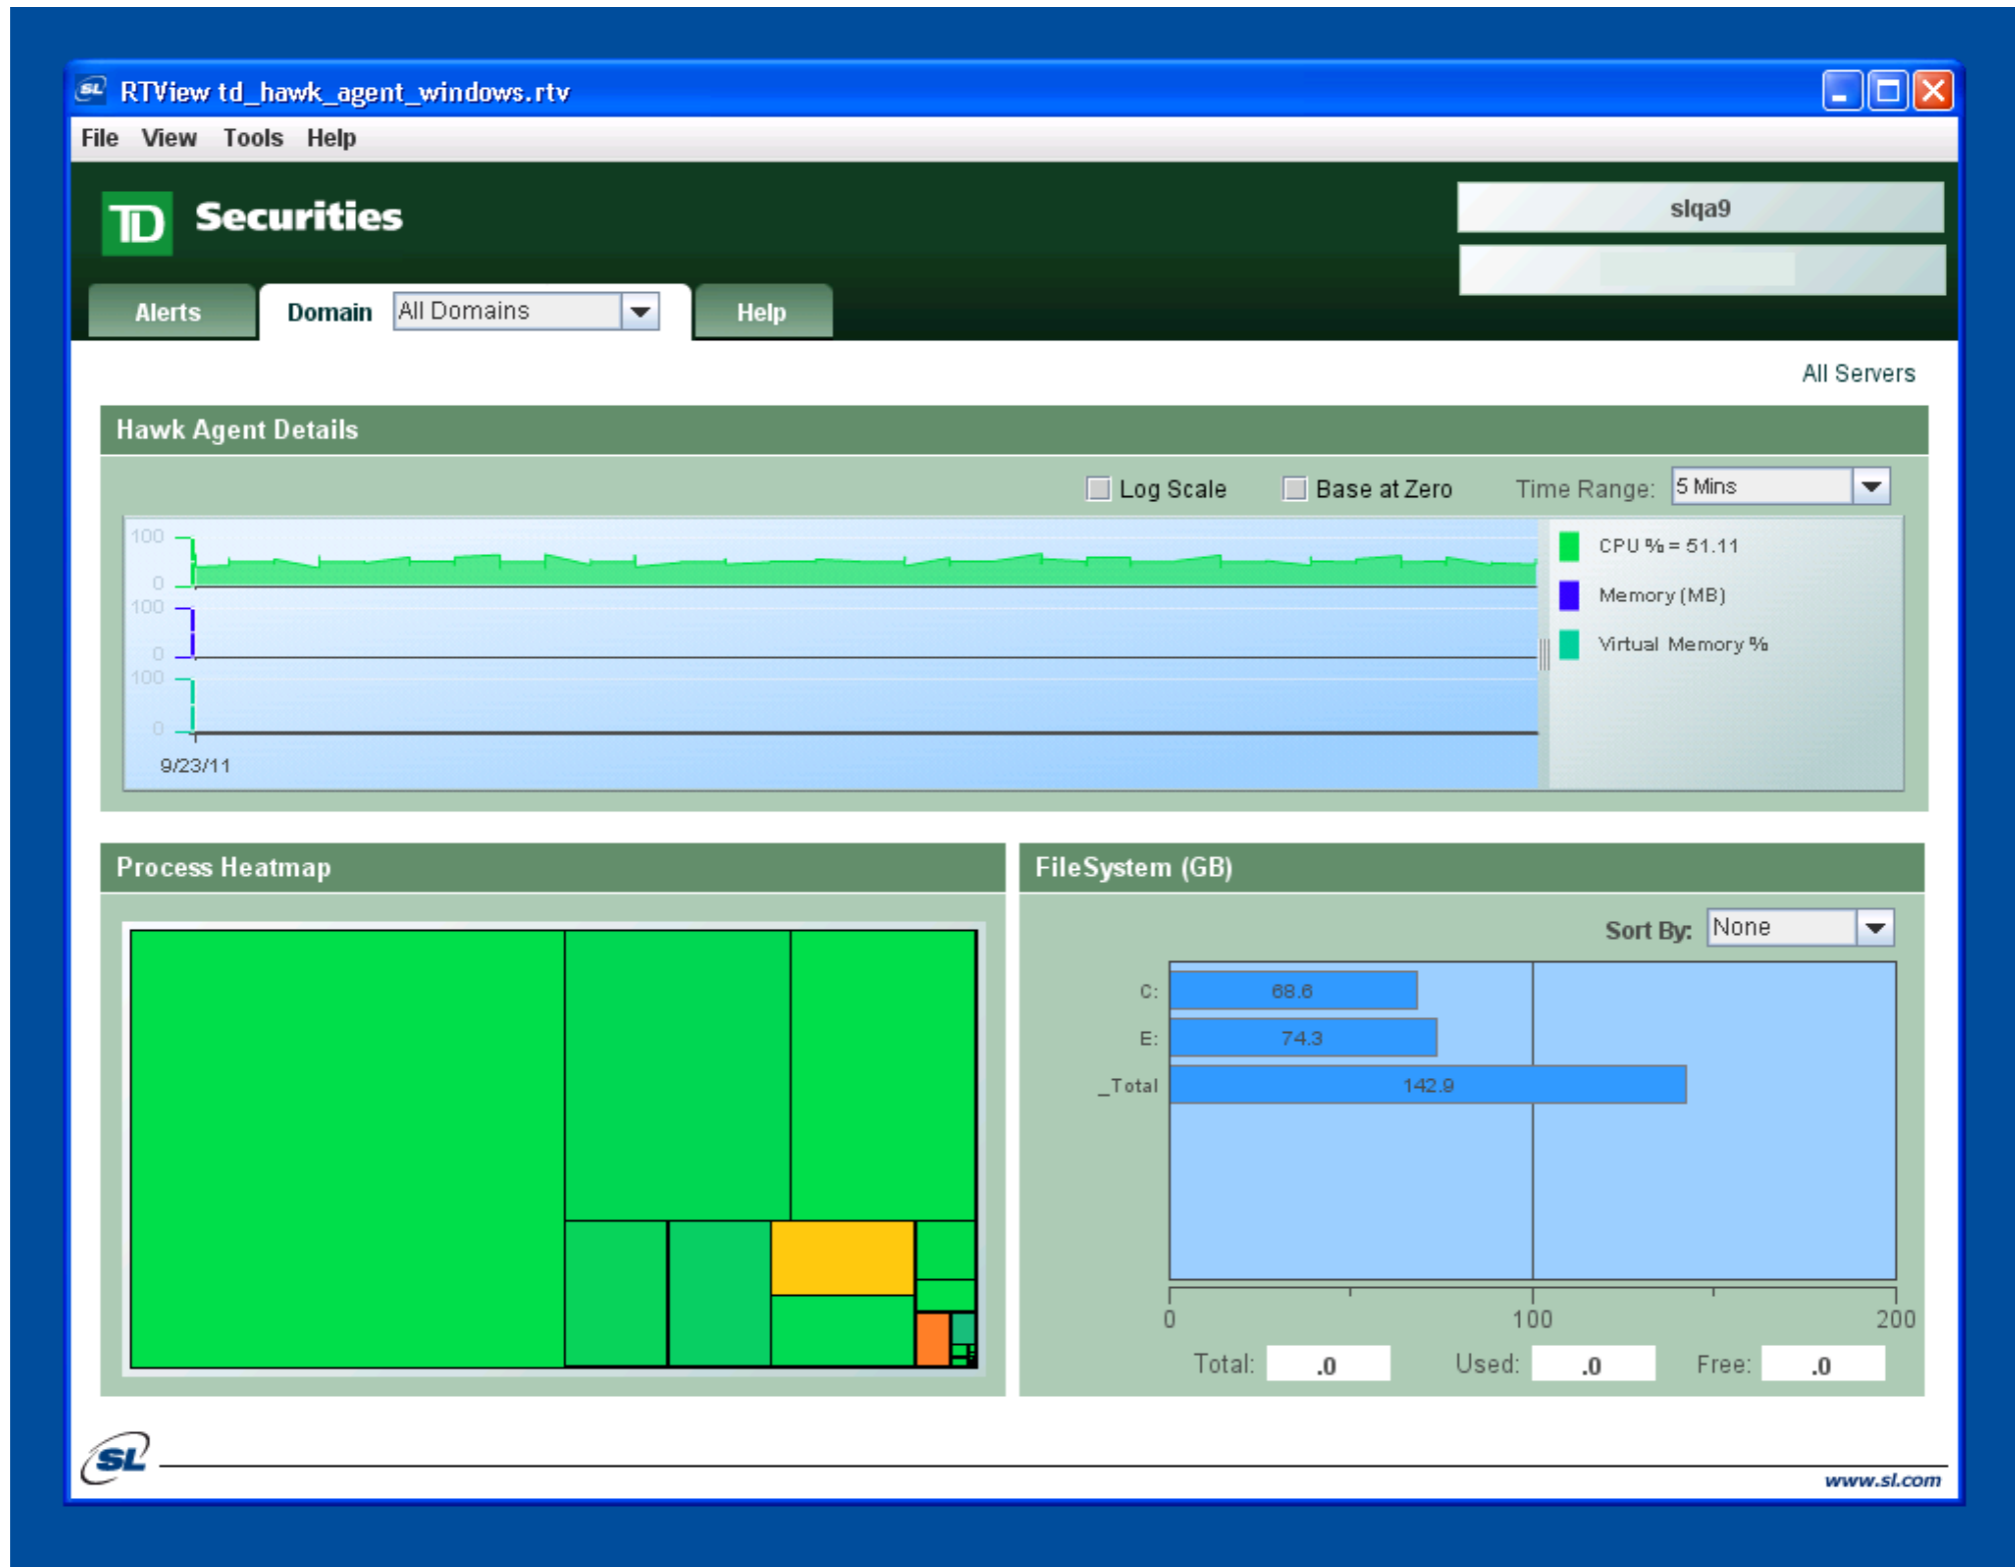 SL RTView td_hawk_agent_windows.rtv
File View Tools Help
TD Securities
slqa9
Alerts Domain All Domains Help
All Servers
Hawk Agent Details
Log Scale Base at Zero Time Range: 5 Mins
100
0
100
0
100
0
9/23/11
CPU % = 51.11
Memory (MB)
Virtual Memory %
Process Heatmap
FileSystem (GB)
Sort By: None
C: 68.6
E: 74.3
_Total 142.9
0 100 200
Total: .0 Used: .0 Free: .0
SL
www.sl.com